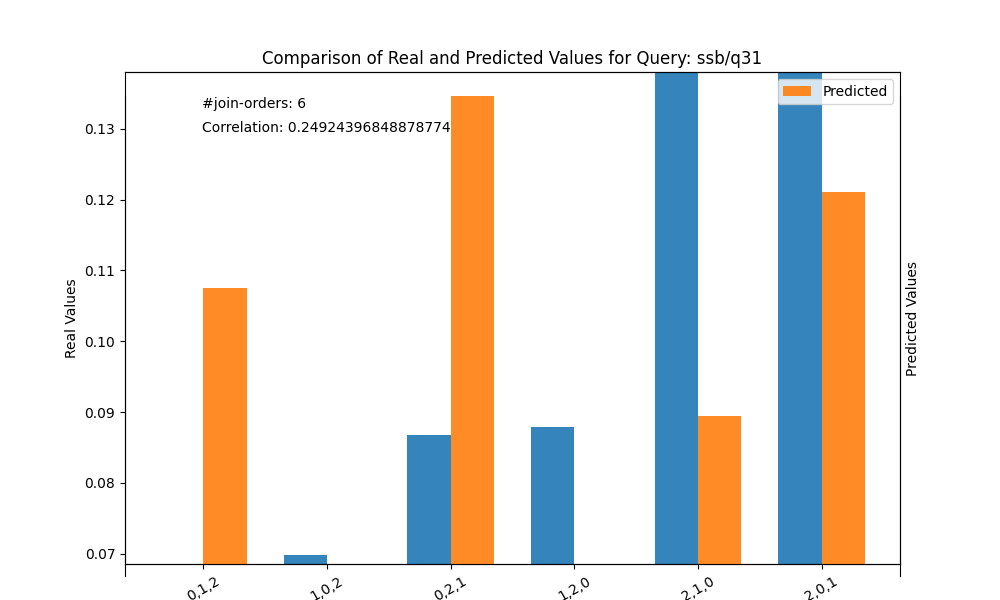 Comparison of Real and Predicted Values for Query: ssb/q31
#join-orders: 6
Correlation: 0.24924396848878774
Predicted
0.13
0.12
0.11
0.10
0.09
0.08
0.07
Real Values
Predicted Values
0,1,2
1,0,2
0,2,1
1,2,0
2,1,0
2,0,1